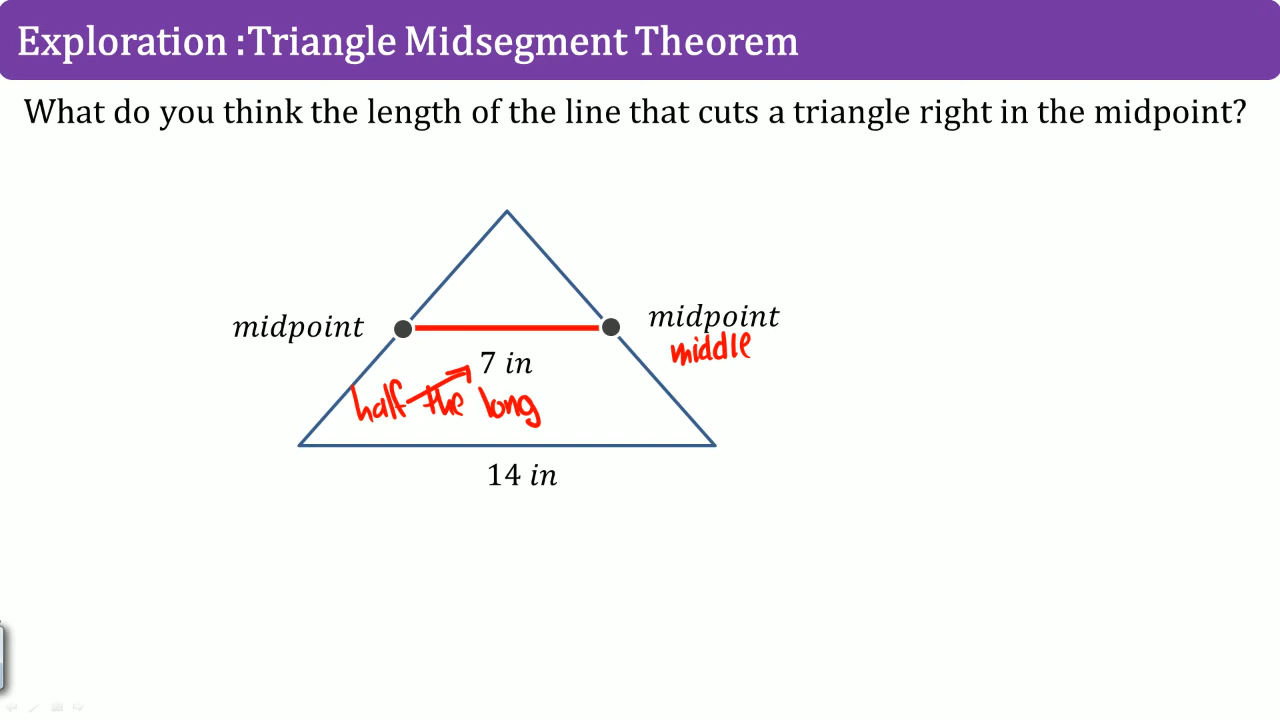 Exploration :Triangle Midsegment Theorem
What do you think the length of the line that cuts a triangle right in the midpoint?
midpoint
midpoint
middle
7 in
half the long
14 in